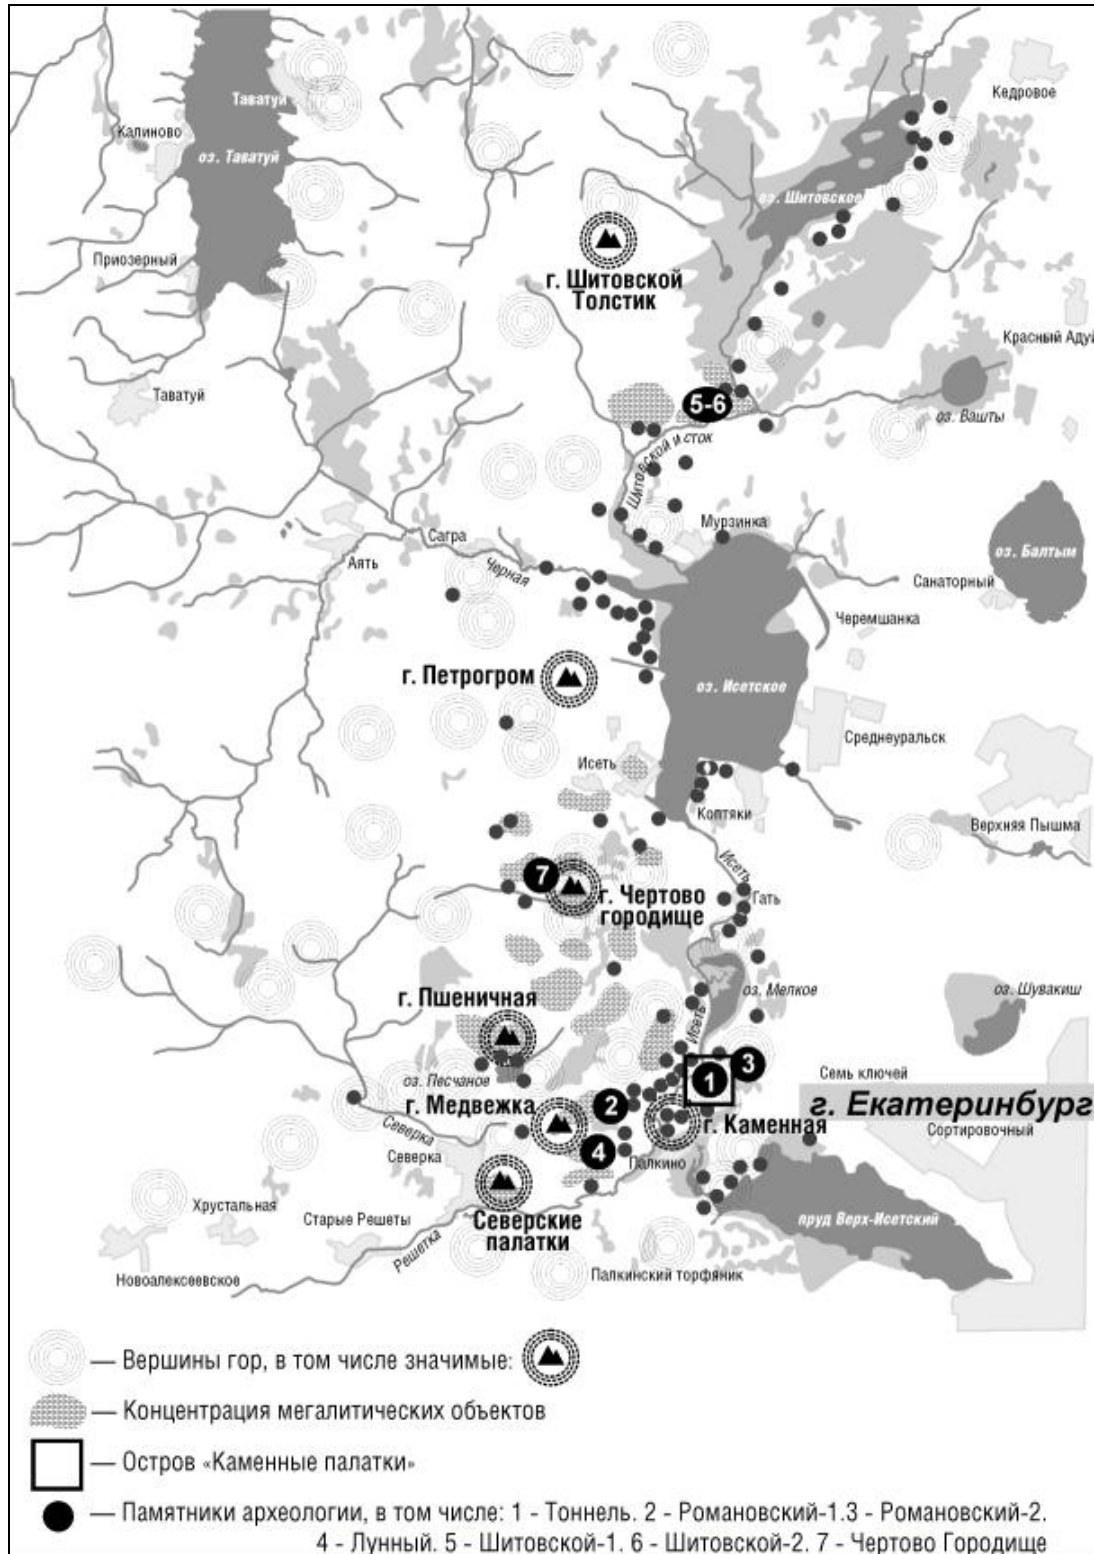 Кедровое
Таватуй
Калиново
оз. Таватуй
оз. Шитовское
Приозерный
г. Шитовской
Толстик
Красный Адуй
Таватуй
5-6
оз. Вашты
Шитовской исток
Мурзинка
Сагра
Аять
Черная
оз. Балтым
Санаторный
Черемшанка
г. Петрогром
оз. Исетское
Среднеуральск
Исеть
Коптяки
Верхняя Пышма
Исеть
7
г. Чертово
городище
Гать
оз. Мелкое
оз. Шувакиш
г. Пшеничная
Исеть
оз. Песчаное
3
1
Семь ключей
2
г. Медвежка
г. Екатеринбург
г. Каменная
Сортировочный
Северка
Северка
4
Палкино
Хрустальная
Старые Решеты
Северские
палатки
пруд Верх-Исетский
Решетка
Новоалексеевское
Палкинский торфяник
— Вершины гор, в том числе значимые:
— Концентрация мегалитических объектов
— Остров «Каменные палатки»
— Памятники археологии, в том числе: 1 - Тоннель. 2 - Романовский-1.3 - Романовский-2.
4 - Лунный. 5 - Шитовской-1. 6 - Шитовской-2. 7 - Чертово Городище